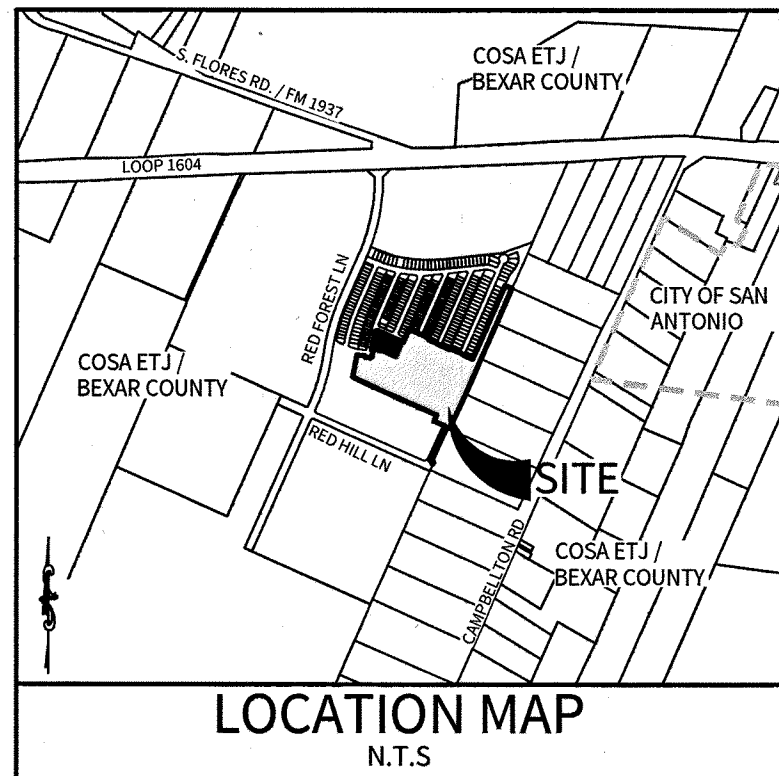 COSA ETJ /
BEXAR COUNTY
S. FLORES RD. / FM 1937
LOOP 1604
RED FOREST LN
CITY OF SAN
ANTONIO
COSA ETJ /
BEXAR COUNTY
RED HILL LN
SITE
COSA ETJ /
BEXAR COUNTY
CAMPBELLTON RD
LOCATION MAP
N.T.S